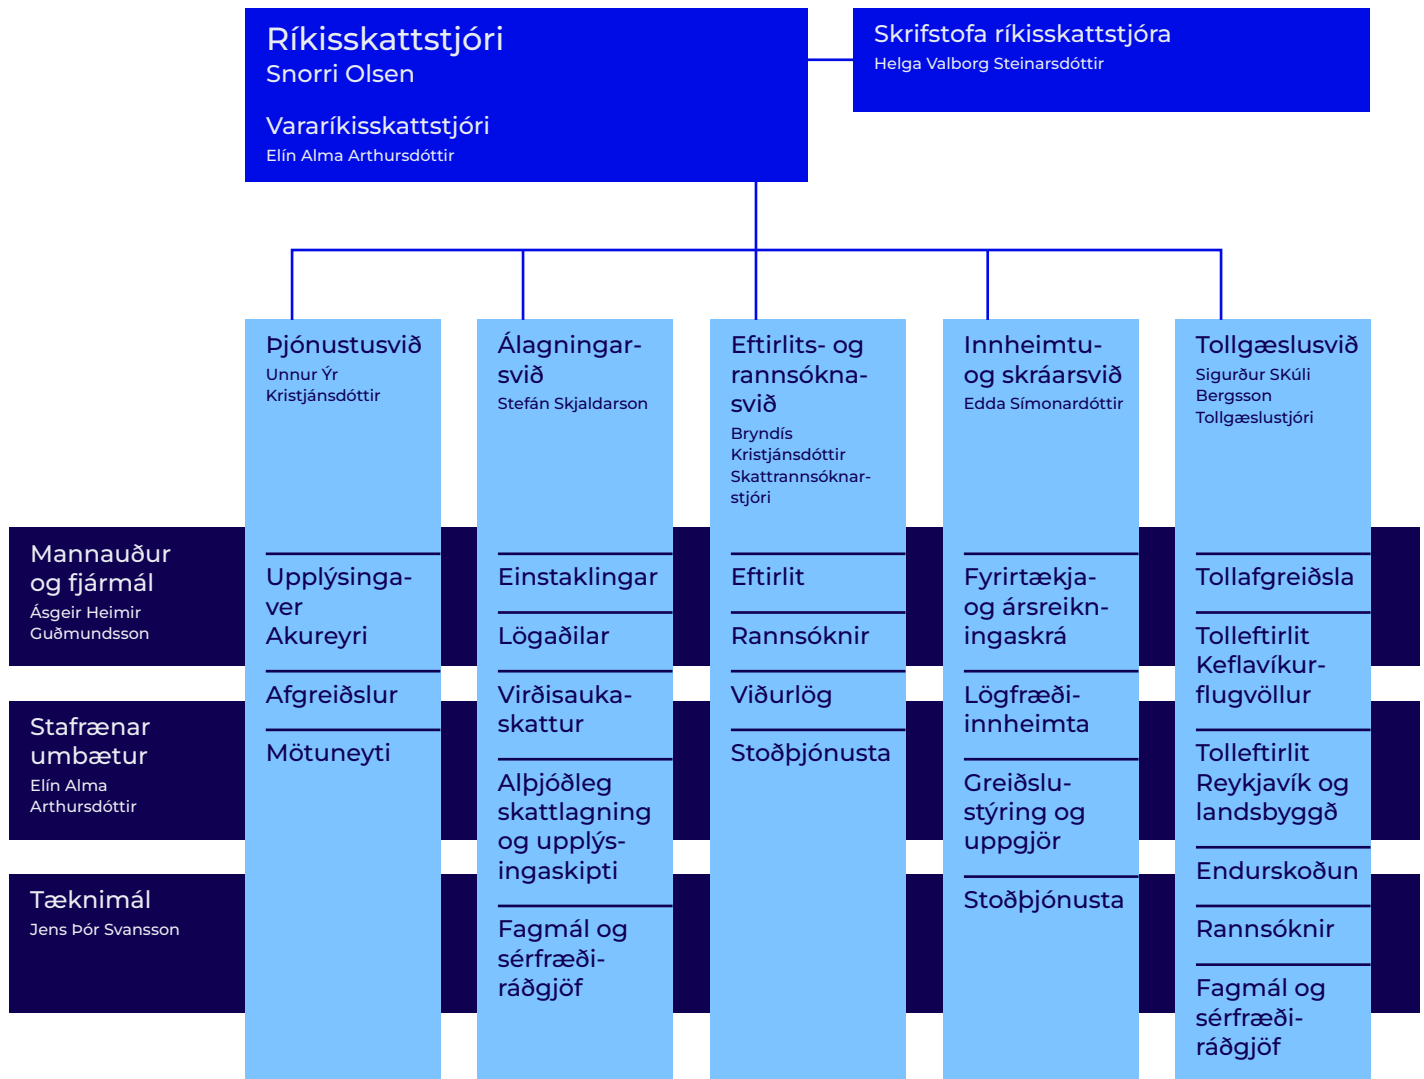 Ríkisskattstjóri
Snorri Olsen
Vararíkisskattstjóri
Elín Alma Arthursdóttir
Skrifstofa ríkisskattstjóra
Helga Valborg Steinarsdóttir
Þjónustusvið
Unnur Ýr
Kristjánsdóttir
Upplýsinga-
ver
Akureyri
Afgreiðslur
Mötuneyti
Álagningar-
svið
Stefán Skjaldarson
Einstaklingar
Lögaðilar
Virðisauka-
skattur
Alþjóðleg
skattlagning
og upplýs-
ingaskipti
Fagmál og
sérfræði-
ráðgjöf
Eftirlits- og
rannsókna-
svið
Bryndís
Kristjánsdóttir
Skattrannsóknar-
stjóri
Eftirlit
Rannsóknir
Viðurlög
Stoðþjónusta
Innheimtu-
og skráarsvið
Edda Símonardóttir
Fyrirtækja-
og ársreikn-
ingaskrá
Lögfræði-
innheimta
Greiðslu-
stýring og
uppgjör
Stoðþjónusta
Tollgæslusvið
Sigurður SKúli
Bergsson
Tollgæslustjóri
Tollafgreiðsla
Tolleftirlit
Keflavíkur-
flugvöllur
Tolleftirlit
Reykjavík og
landsbyggð
Endurskoðun
Rannsóknir
Fagmál og
sérfræði-
ráðgjöf
Mannauður
og fjármál
Ásgeir Heimir
Guðmundsson
Stafrænar
umbætur
Elín Alma
Arthursdóttir
Tæknimál
Jens Þór Svansson